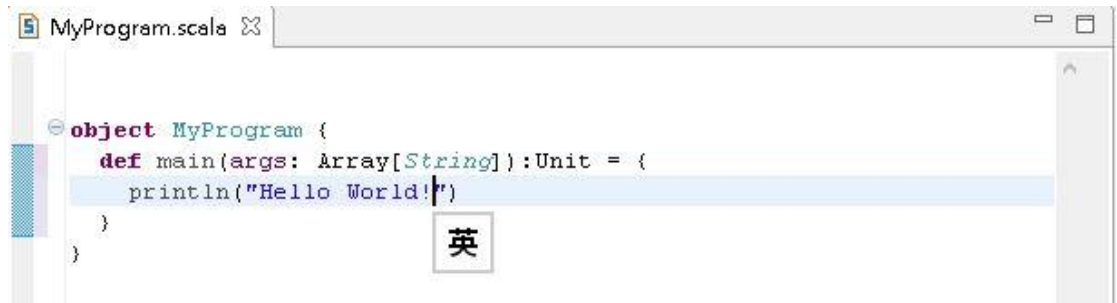 MyProgram.scala
object MyProgram {
def main(args: Array[String]):Unit = {
println("Hello World!")
}
}
英